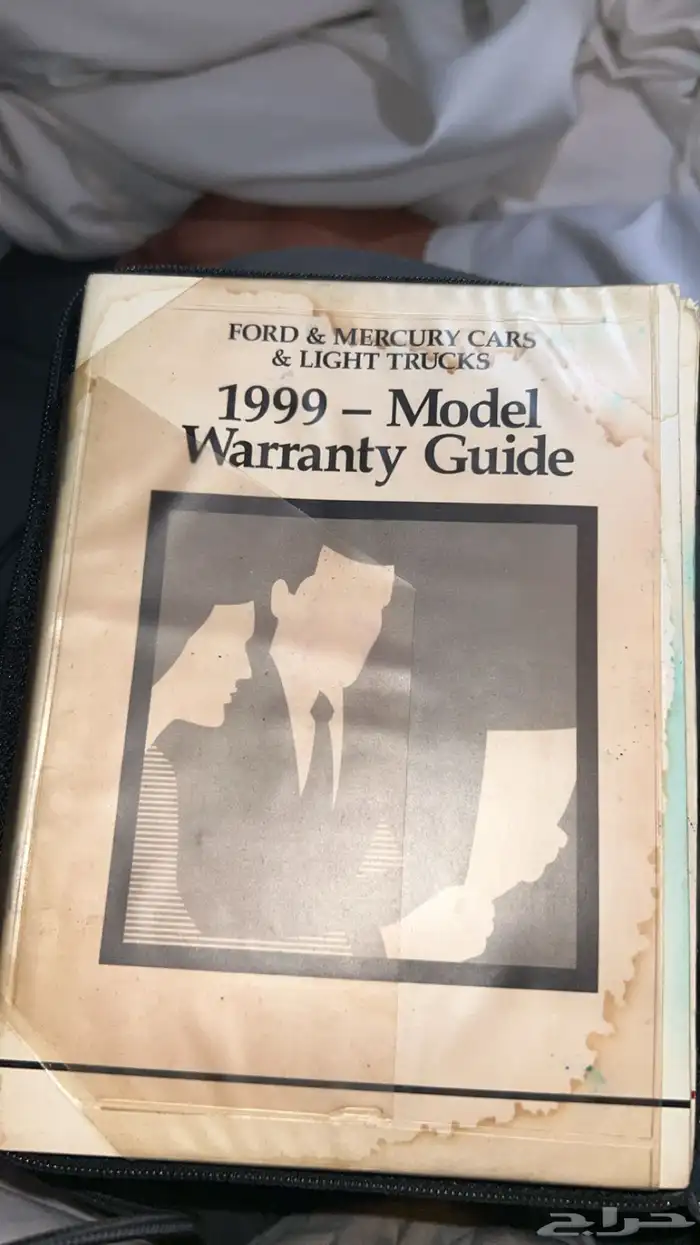 FORD & MERCURY CARS
& LIGHT TRUCKS
1999 – Model
Warranty Guide
حراج